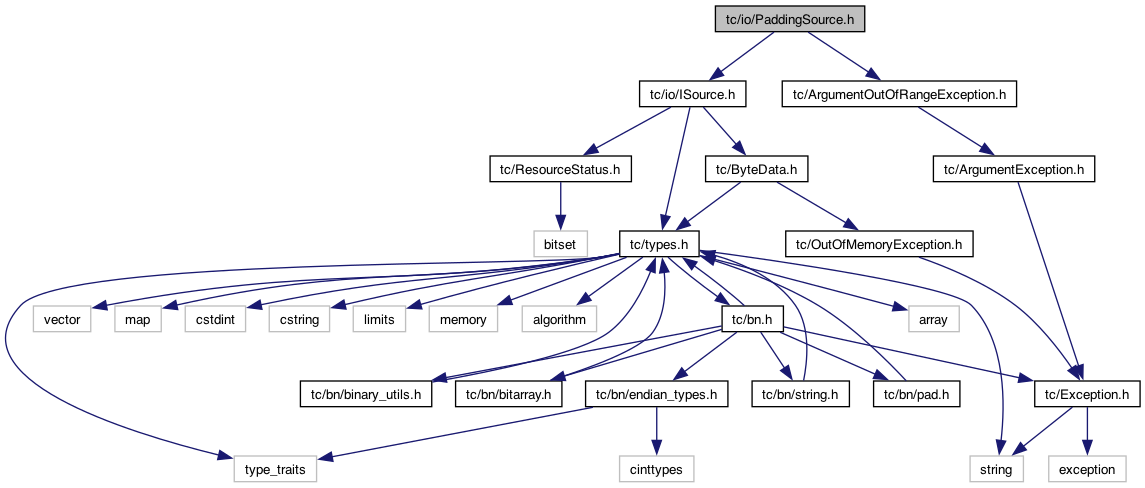 tc/io/PaddingSource.h
tc/io/ISource.h
tc/ArgumentOutOfRangeException.h
tc/ResourceStatus.h
tc/ByteData.h
tc/ArgumentException.h
bitset
tc/types.h
tc/OutOfMemoryException.h
vector
map
cstdint
cstring
limits
memory
algorithm
tc/bn.h
array
tc/bn/binary_utils.h
tc/bn/bitarray.h
tc/bn/endian_types.h
tc/bn/string.h
tc/bn/pad.h
tc/Exception.h
type_traits
cinttypes
string
exception